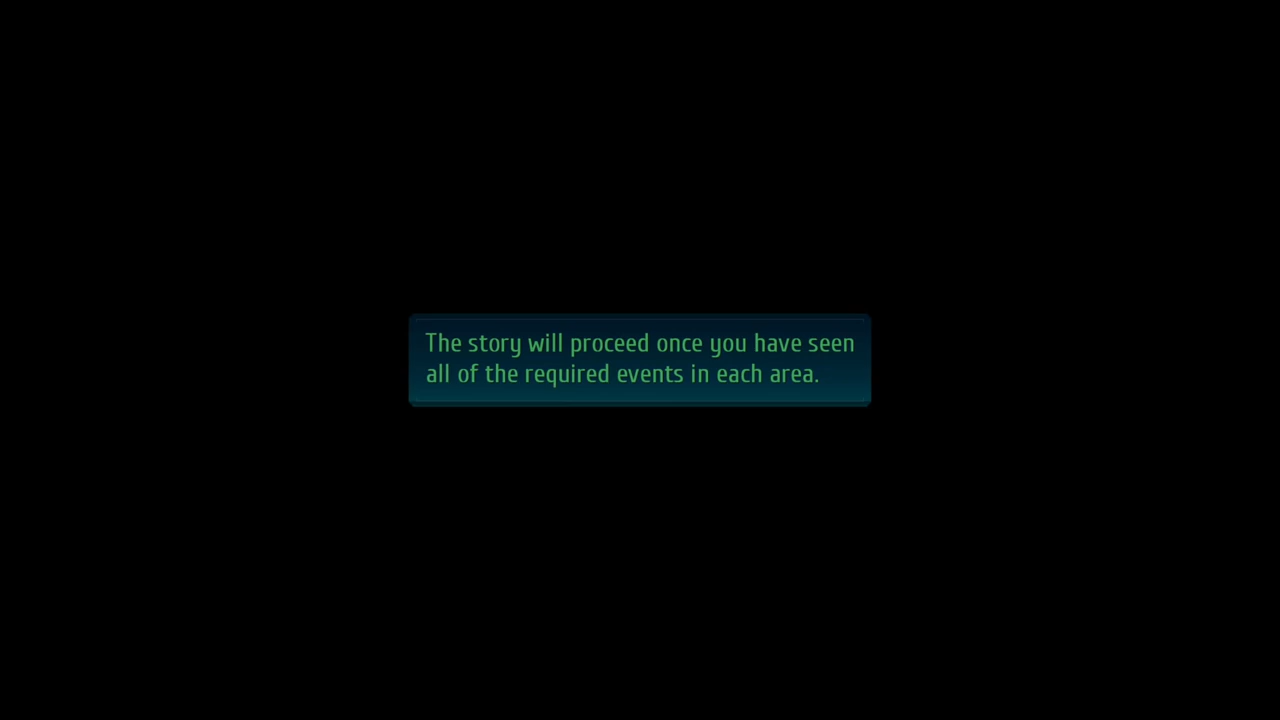 The story will proceed once you have seen
all of the required events in each area.